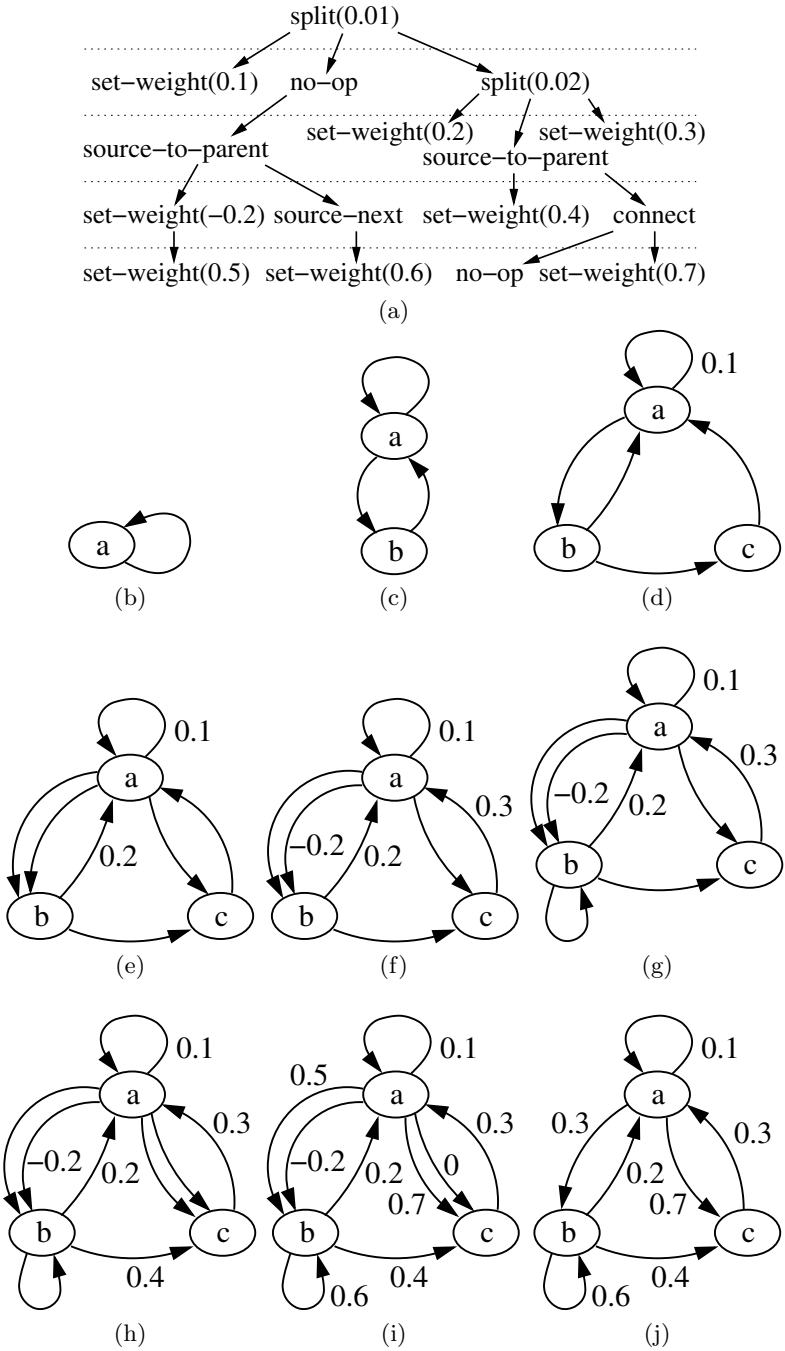 split(0.01)
set−weight(0.1) no−op split(0.02)
set−weight(0.2) set−weight(0.3)
source−to−parent source−to−parent
set−weight(−0.2) source−next set−weight(0.4) connect
set−weight(0.5) set−weight(0.6) no−op set−weight(0.7)
(a)
a
(b)
a
b
(c)
0.1
a
b c
(d)
0.1
a
0.2
b c
(e)
0.1
a
0.3
−0.2 0.2
b c
(f)
0.1
a
0.3
−0.2 0.2
b c
(g)
0.1
a
0.3
−0.2 0.2
b c
0.4
(h)
0.1
0.5 a
0.3
−0.2 0.2 0
0.7
b c
0.4
0.6
(i)
0.1
a
0.3 0.3
0.2
0.7
b c
0.4
0.6
(j)